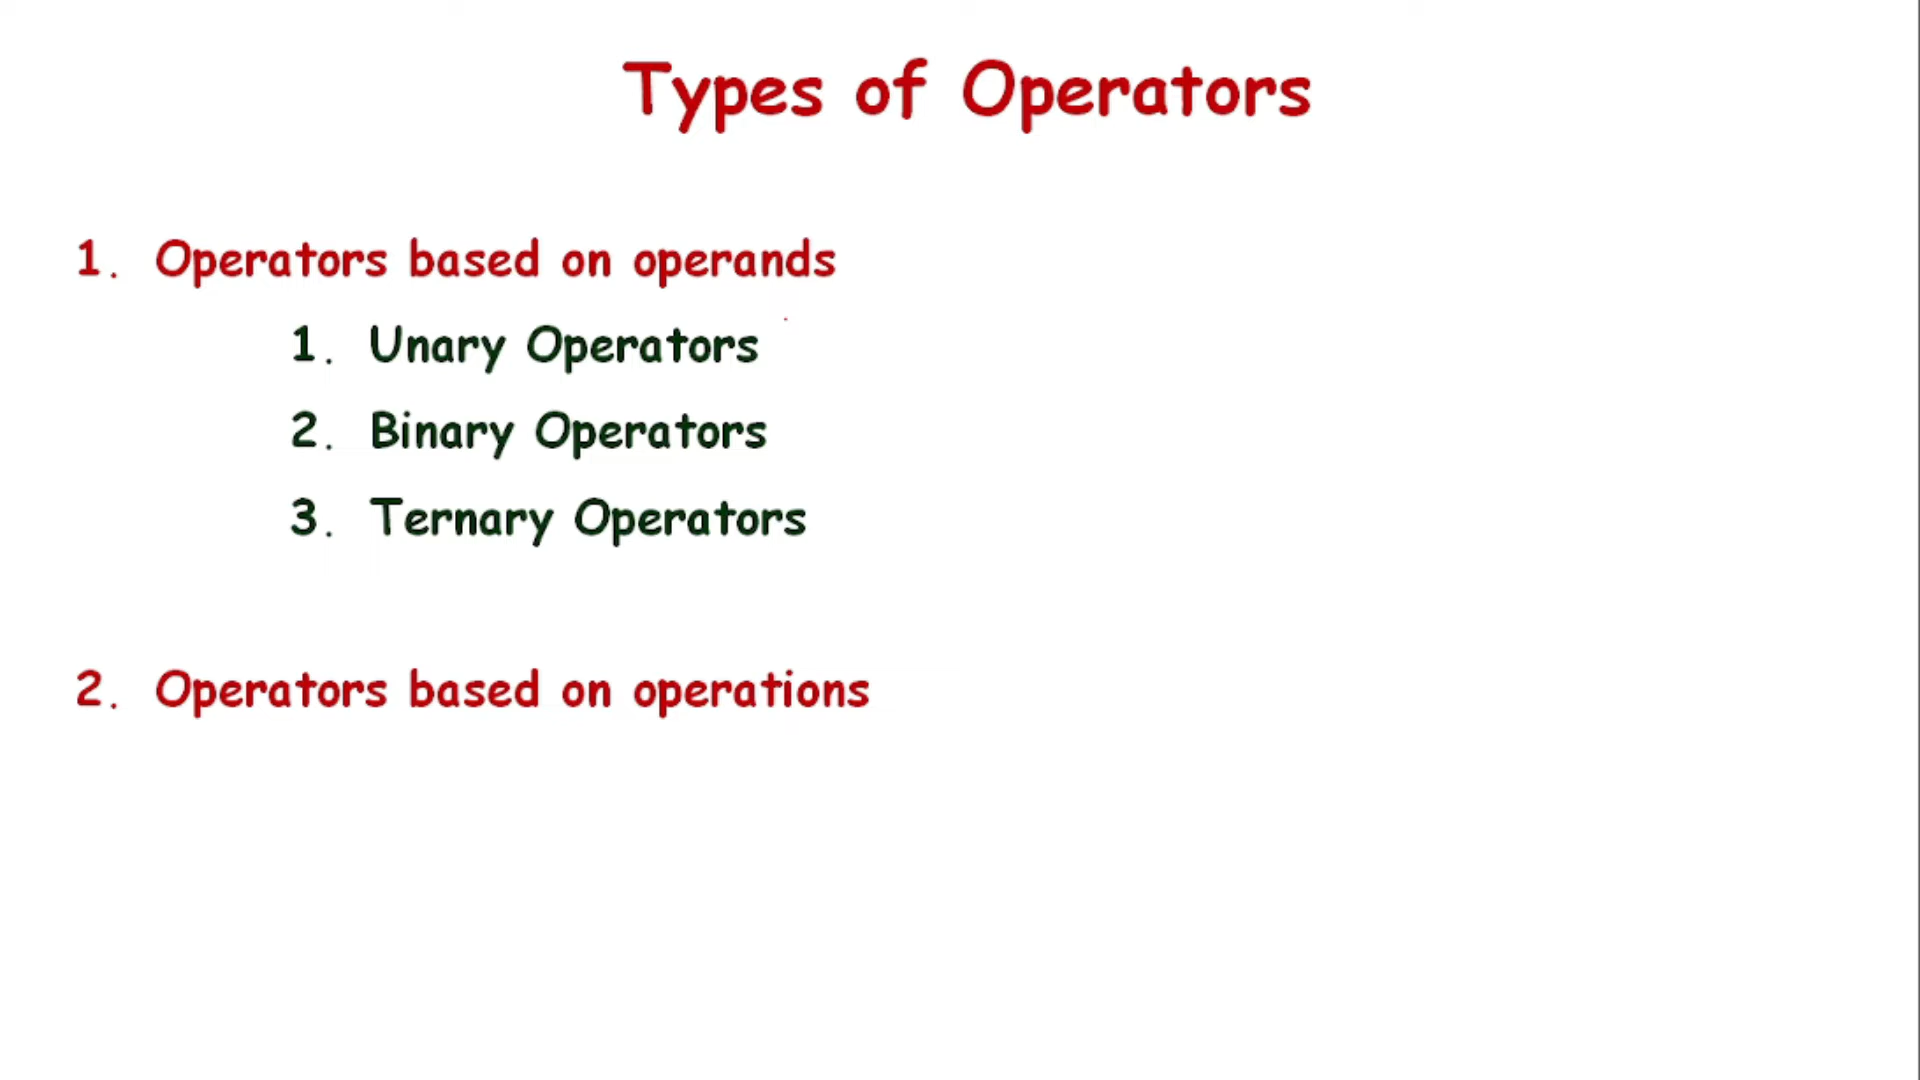 Types of Operators
1. Operators based on operands
1. Unary Operators
2. Binary Operators
3. Ternary Operators
2. Operators based on operations